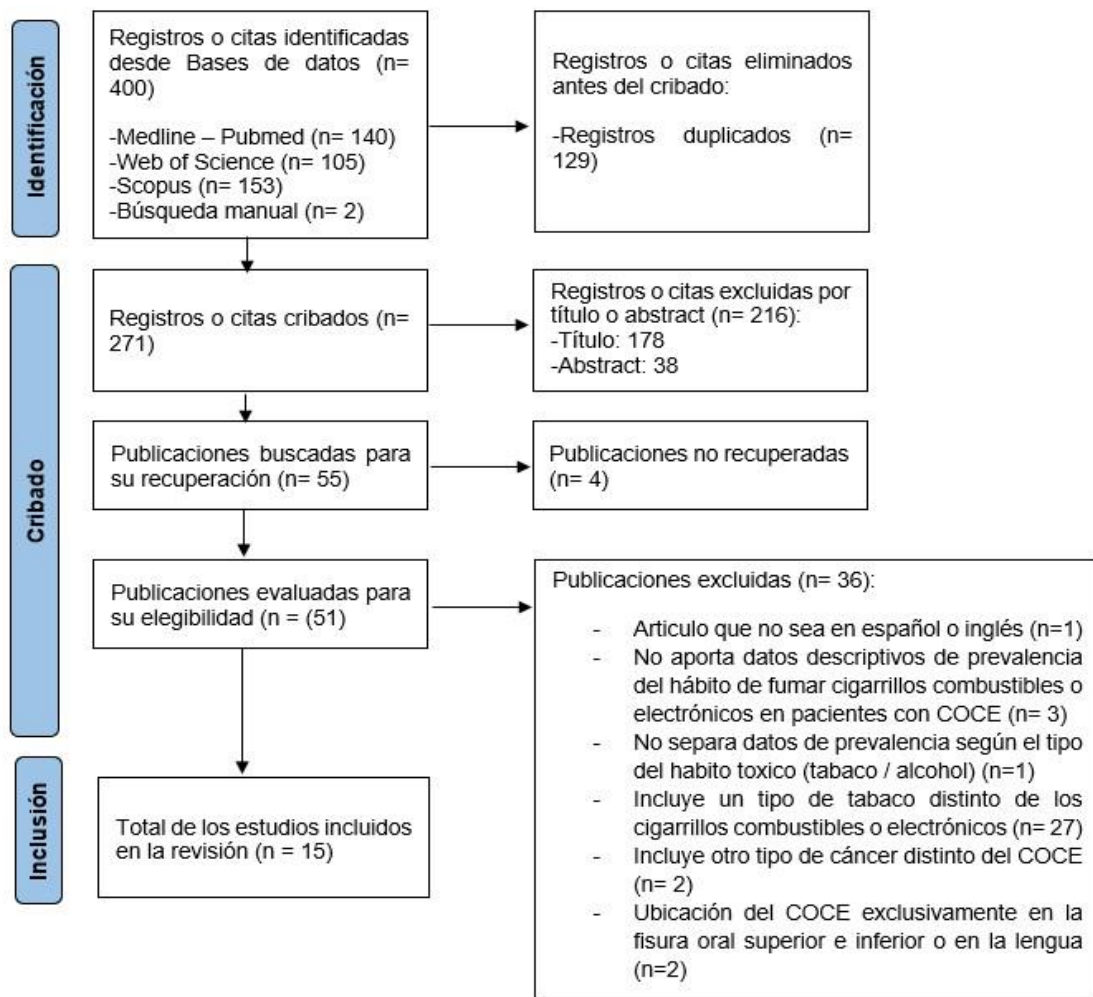 Identificación
Registros o citas identificadas
desde Bases de datos (n=
400)
-Medline – Pubmed (n= 140)
-Web of Science (n= 105)
-Scopus (n= 153)
-Búsqueda manual (n= 2)
Registros o citas eliminados
antes del cribado:
-Registros duplicados (n=
129)
Cribado
Registros o citas cribados (n=
271)
Registros o citas excluidas por
título o abstract (n= 216):
-Título: 178
-Abstract: 38
Publicaciones buscadas para
su recuperación (n= 55)
Publicaciones no recuperadas
(n= 4)
Publicaciones evaluadas para
su elegibilidad (n = (51)
Publicaciones excluidas (n= 36):
- Articulo que no sea en español o inglés (n=1)
- No aporta datos descriptivos de prevalencia
del hábito de fumar cigarrillos combustibles o
electrónicos en pacientes con COCE (n= 3)
- No separa datos de prevalencia según el tipo
del habito toxico (tabaco / alcohol) (n=1)
- Incluye un tipo de tabaco distinto de los
cigarrillos combustibles o electrónicos (n= 27)
- Incluye otro tipo de cáncer distinto del COCE
(n= 2)
- Ubicación del COCE exclusivamente en la
fisura oral superior e inferior o en la lengua
(n=2)
Inclusión
Total de los estudios incluidos
en la revisión (n = 15)